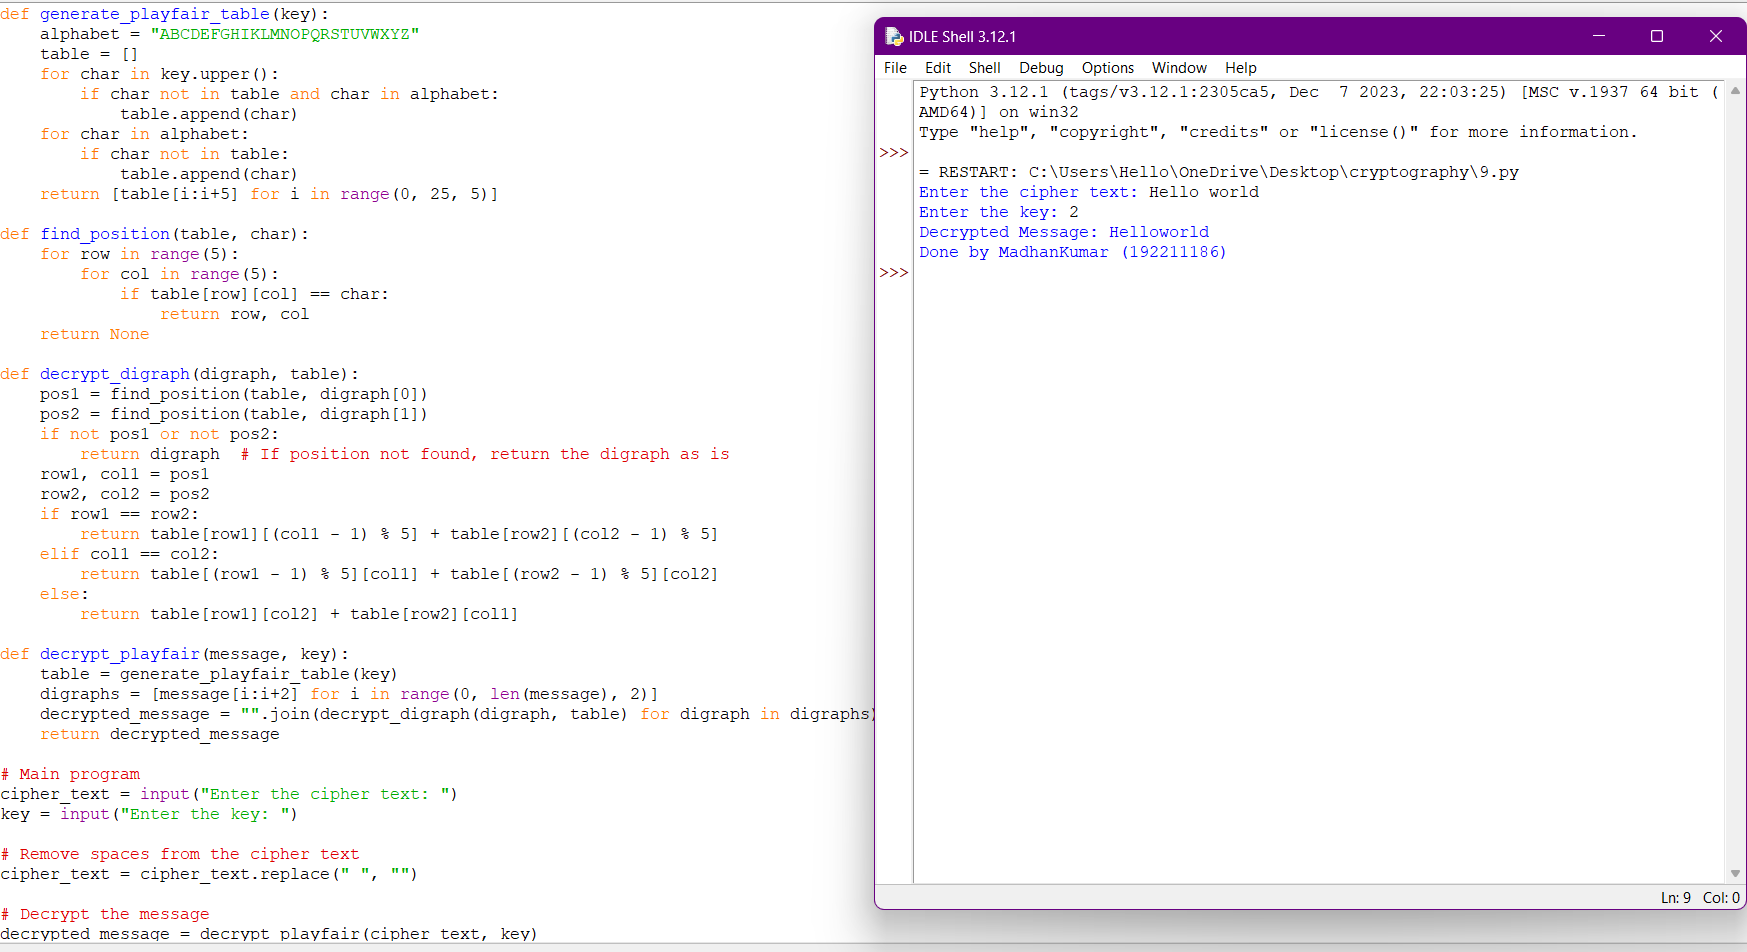 def generate_playfair_table(key):
    alphabet = "ABCDEFGHIKLMNOPQRSTUVWXYZ"
    table = []
    for char in key.upper():
        if char not in table and char in alphabet:
            table.append(char)
    for char in alphabet:
        if char not in table:
            table.append(char)
    return [table[i:i+5] for i in range(0, 25, 5)]

def find_position(table, char):
    for row in range(5):
        for col in range(5):
            if table[row][col] == char:
                return row, col
    return None

def decrypt_digraph(digraph, table):
    pos1 = find_position(table, digraph[0])
    pos2 = find_position(table, digraph[1])
    if not pos1 or not pos2:
        return digraph  # If position not found, return the digraph as is
    row1, col1 = pos1
    row2, col2 = pos2
    if row1 == row2:
        return table[row1][(col1 - 1) % 5] + table[row2][(col2 - 1) % 5]
    elif col1 == col2:
        return table[(row1 - 1) % 5][col1] + table[(row2 - 1) % 5][col2]
    else:
        return table[row1][col2] + table[row2][col1]

def decrypt_playfair(message, key):
    table = generate_playfair_table(key)
    digraphs = [message[i:i+2] for i in range(0, len(message), 2)]
    decrypted_message = "".join(decrypt_digraph(digraph, table) for digraph in digraphs)
    return decrypted_message

# Main program
cipher_text = input("Enter the cipher text: ")
key = input("Enter the key: ")

# Remove spaces from the cipher text
cipher_text = cipher_text.replace(" ", "")

# Decrypt the message
decrypted_message = decrypt_playfair(cipher_text, key)

IDLE Shell 3.12.1
File Edit Shell Debug Options Window Help
Python 3.12.1 (tags/v3.12.1:2305ca5, Dec  7 2023, 22:03:25) [MSC v.1937 64 bit (
AMD64)] on win32
Type "help", "copyright", "credits" or "license()" for more information.
>>>
= RESTART: C:\Users\Hello\OneDrive\Desktop\cryptography\9.py
Enter the cipher text: Hello world
Enter the key: 2
Decrypted Message: Helloworld
Done by MadhanKumar (192211186)
>>>
Ln: 9 Col: 0